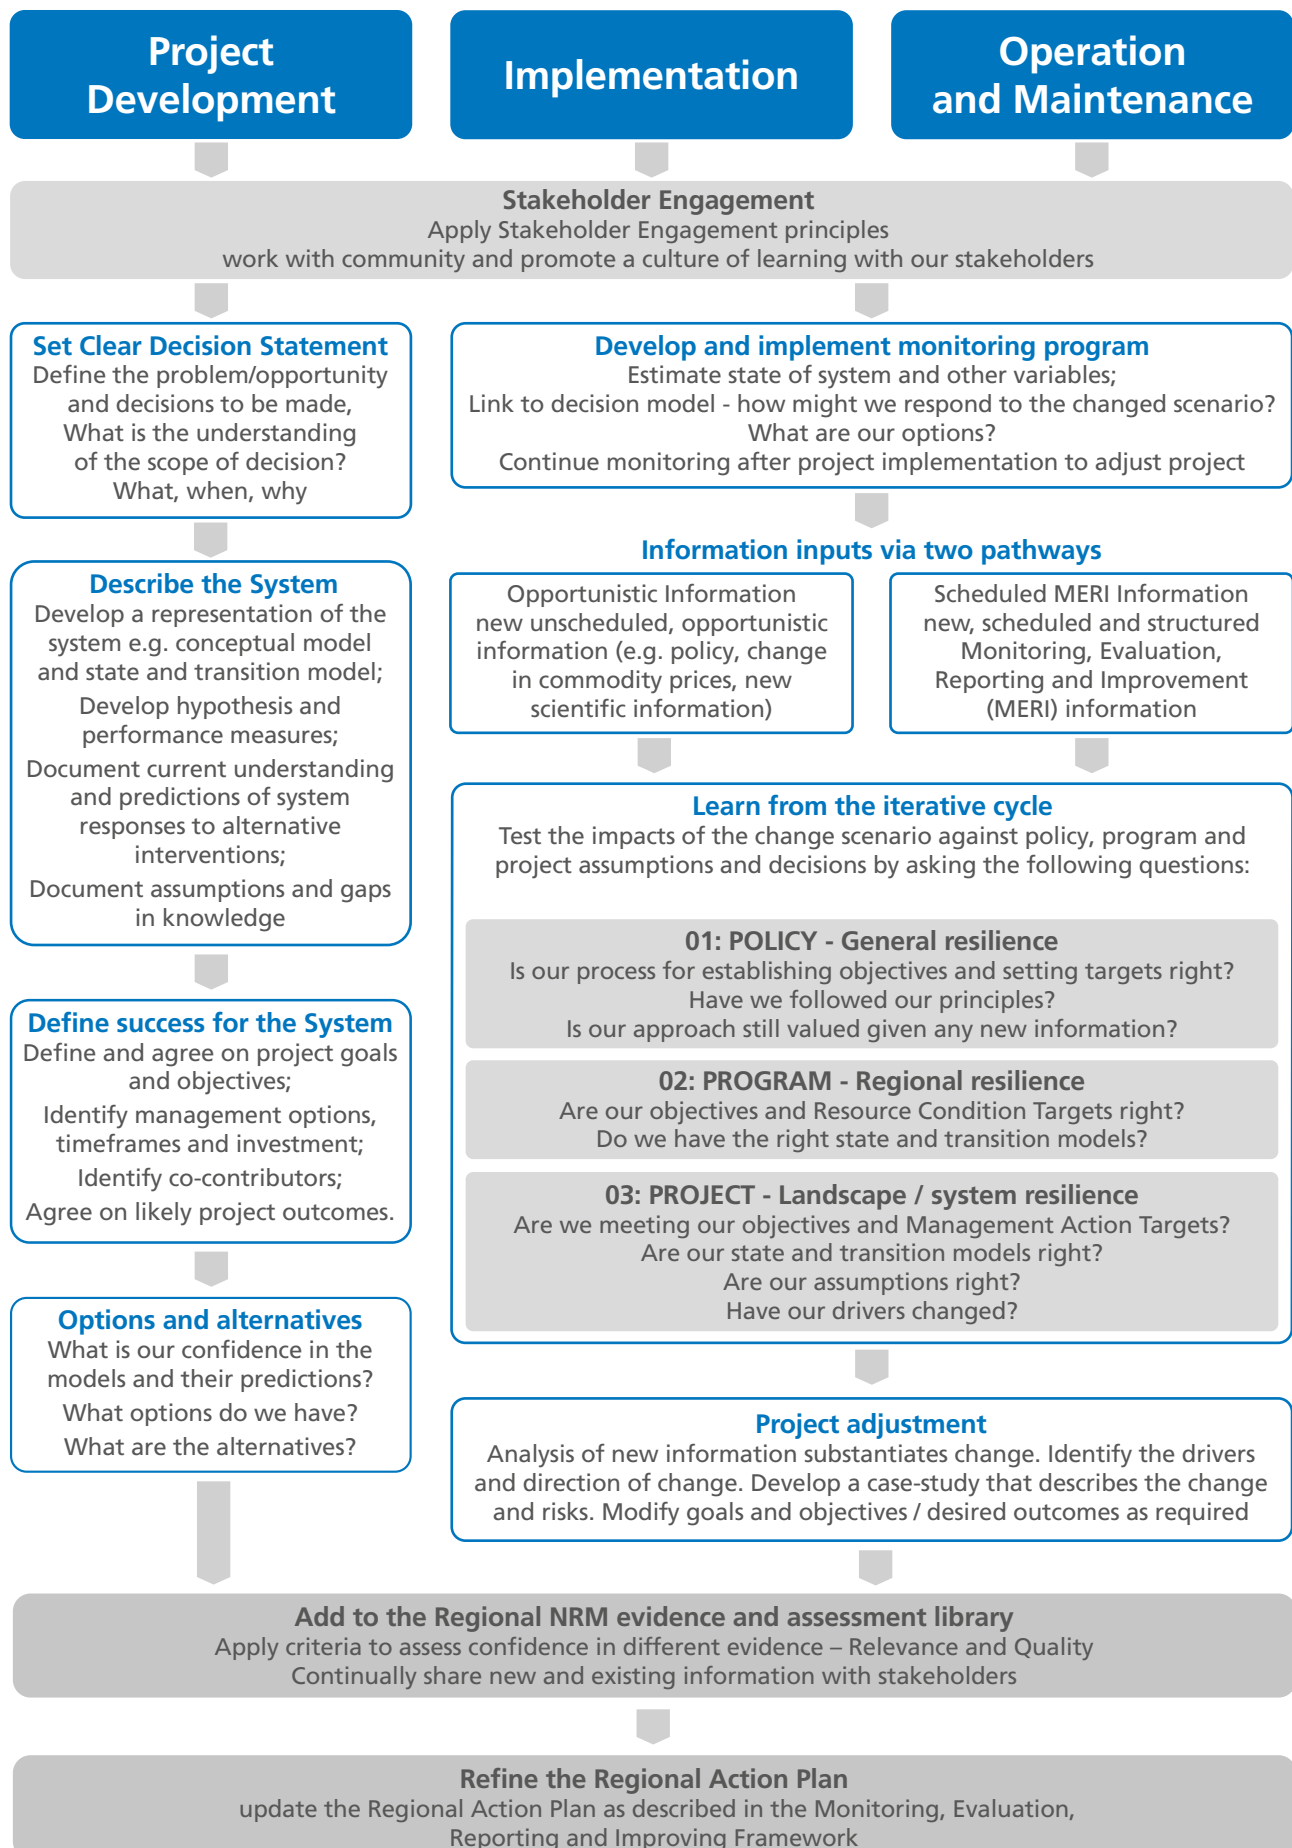 Project
Development
Implementation
Operation
and Maintenance
Stakeholder Engagement
Apply Stakeholder Engagement principles
work with community and promote a culture of learning with our stakeholders
Set Clear Decision Statement
Define the problem/opportunity
and decisions to be made,
What is the understanding
of the scope of decision?
What, when, why
Describe the System
Develop a representation of the
system e.g. conceptual model
and state and transition model;
Develop hypothesis and
performance measures;
Document current understanding
and predictions of system
responses to alternative
interventions;
Document assumptions and gaps
in knowledge
Define success for the System
Define and agree on project goals
and objectives;
Identify management options,
timeframes and investment;
Identify co-contributors;
Agree on likely project outcomes.
Options and alternatives
What is our confidence in the
models and their predictions?
What options do we have?
What are the alternatives?
Develop and implement monitoring program
Estimate state of system and other variables;
Link to decision model - how might we respond to the changed scenario?
What are our options?
Continue monitoring after project implementation to adjust project
Information inputs via two pathways
Opportunistic Information
new unscheduled, opportunistic
information (e.g. policy, change
in commodity prices, new
scientific information)
Scheduled MERI Information
new, scheduled and structured
Monitoring, Evaluation,
Reporting and Improvement
(MERI) information
Learn from the iterative cycle
Test the impacts of the change scenario against policy, program and
project assumptions and decisions by asking the following questions:
01: POLICY - General resilience
Is our process for establishing objectives and setting targets right?
Have we followed our principles?
Is our approach still valued given any new information?
02: PROGRAM - Regional resilience
Are our objectives and Resource Condition Targets right?
Do we have the right state and transition models?
03: PROJECT - Landscape / system resilience
Are we meeting our objectives and Management Action Targets?
Are our state and transition models right?
Are our assumptions right?
Have our drivers changed?
Project adjustment
Analysis of new information substantiates change. Identify the drivers
and direction of change. Develop a case-study that describes the change
and risks. Modify goals and objectives / desired outcomes as required
Add to the Regional NRM evidence and assessment library
Apply criteria to assess confidence in different evidence – Relevance and Quality
Continually share new and existing information with stakeholders
Refine the Regional Action Plan
update the Regional Action Plan as described in the Monitoring, Evaluation,
Reporting and Improving Framework